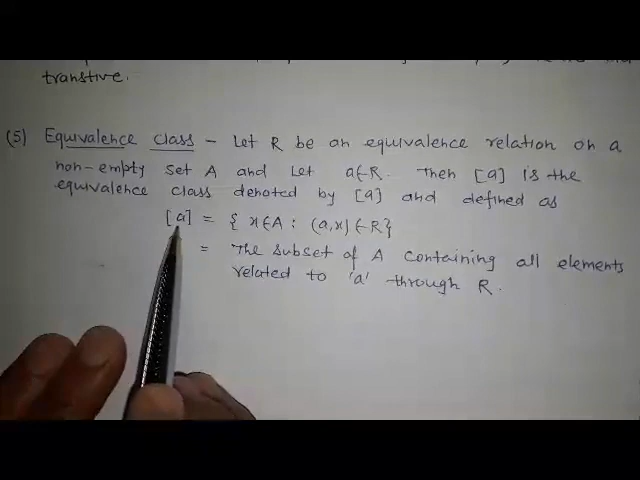 transtive.
(5) Equivalence class - Let R be an equivalence relation on a
non-empty set A and Let a∈R. Then [a] is the
equivalence class denoted by [a] and defined as
[a] = { x∈A : (a,x) ∈ R}
= The subset of A containing all elements
related to 'a' through R.